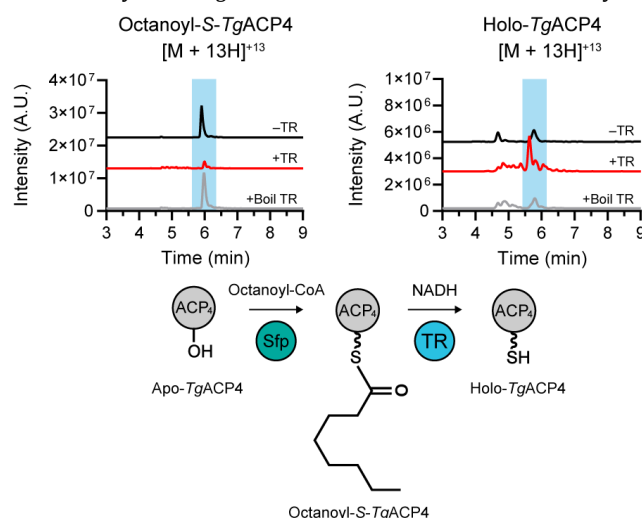 Octanoyl-S-TgACP4
[M + 13H]+13
Intensity (A.U.)
4×10⁷
3×10⁷
2×10⁷
1×10⁷
0
–TR
+TR
+Boil TR
3 4 5 6 7 8 9
Time (min)
Holo-TgACP4
[M + 13H]+13
Intensity (A.U.)
1×10⁷
8×10⁶
6×10⁶
4×10⁶
2×10⁶
0
–TR
+TR
+Boil TR
3 4 5 6 7 8 9
Time (min)
ACP4
OH
Apo-TgACP4
Octanoyl-CoA
Sfp
ACP4
S
O
Octanoyl-S-TgACP4
NADH
TR
ACP4
SH
Holo-TgACP4